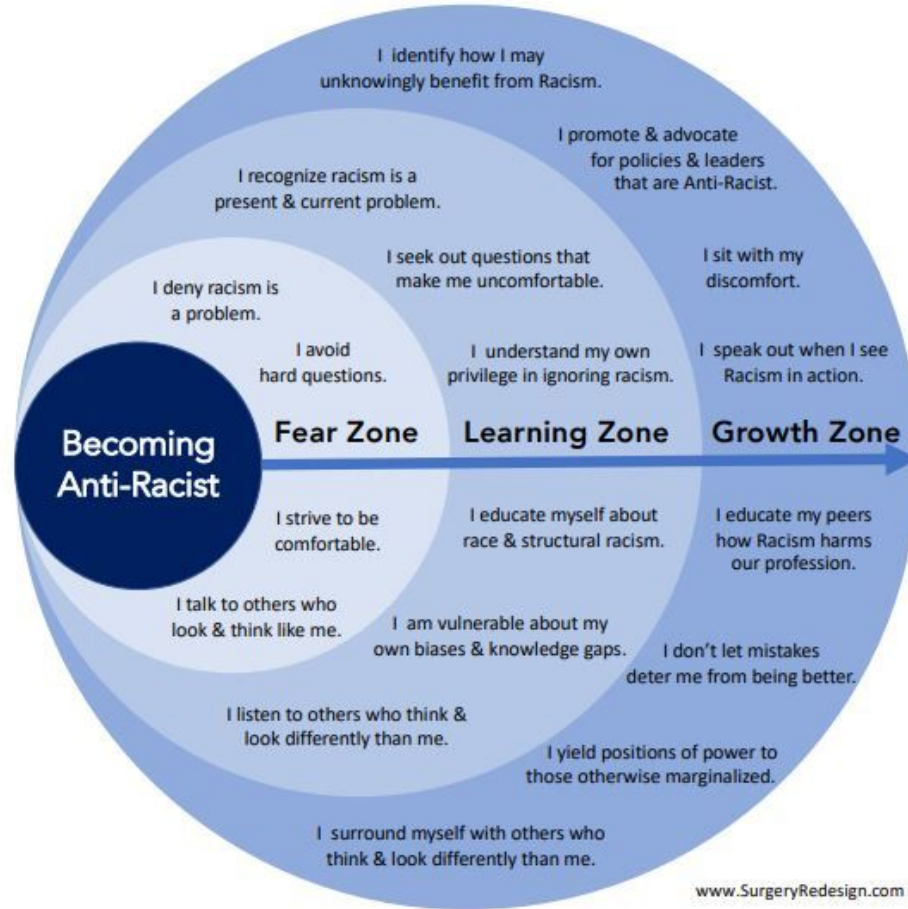 I identify how I may
unknowingly benefit from Racism.
I promote & advocate
for policies & leaders
that are Anti-Racist.
I recognize racism is a
present & current problem.
I seek out questions that
make me uncomfortable.
I sit with my
discomfort.
I deny racism is
a problem.
I avoid
hard questions.
I understand my own
privilege in ignoring racism.
I speak out when I see
Racism in action.
Becoming
Anti-Racist
Fear Zone
Learning Zone
Growth Zone
I strive to be
comfortable.
I educate myself about
race & structural racism.
I educate my peers
how Racism harms
our profession.
I talk to others who
look & think like me.
I am vulnerable about my
own biases & knowledge gaps.
I don't let mistakes
deter me from being better.
I listen to others who think &
look differently than me.
I yield positions of power to
those otherwise marginalized.
I surround myself with others who
think & look differently than me.
www.SurgeryRedesign.com